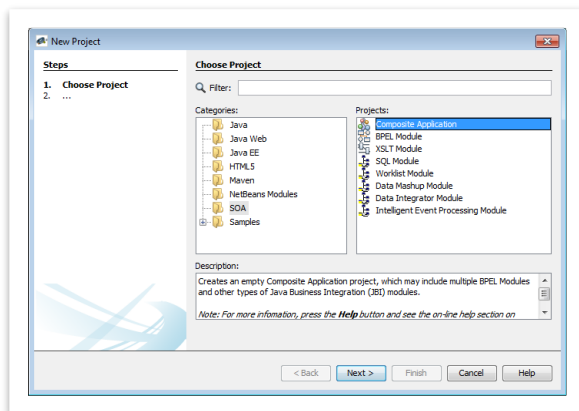 New Project
Steps
1. Choose Project
2. ...
Choose Project
Filter:
Categories:
Java
Java Web
Java EE
HTML5
Maven
NetBeans Modules
SOA
Samples
Projects:
Composite Application
BPEL Module
XSLT Module
SQL Module
Worklist Module
Data Mashup Module
Data Integrator Module
Intelligent Event Processing Module
Description:
Creates an empty Composite Application project, which may include multiple BPEL Modules
and other types of Java Business Integration (JBI) modules.
Note: For more infomation, press the Help button and see the on-line help section on
< Back
Next >
Finish
Cancel
Help